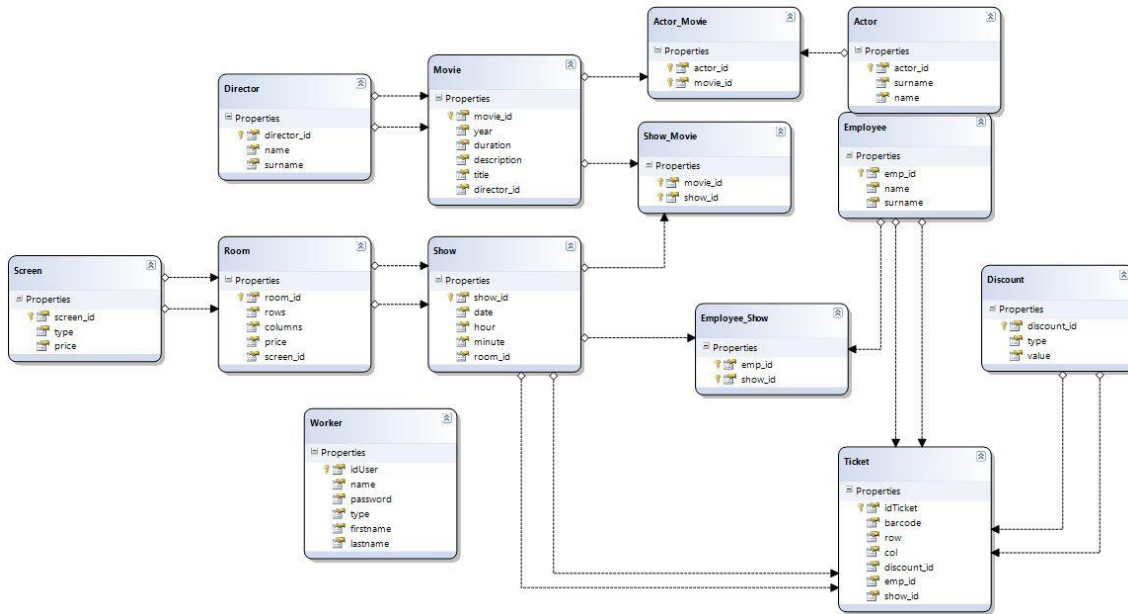 Actor_Movie
Properties
actor_id
movie_id
Actor
Properties
actor_id
surname
name
Movie
Properties
movie_id
year
duration
description
title
director_id
Director
Properties
director_id
name
surname
Show_Movie
Properties
movie_id
show_id
Employee
Properties
emp_id
name
surname
Screen
Properties
screen_id
type
price
Room
Properties
room_id
rows
columns
price
screen_id
Show
Properties
show_id
date
hour
minute
room_id
Employee_Show
Properties
emp_id
show_id
Discount
Properties
discount_id
type
value
Worker
Properties
idUser
name
password
type
firstname
lastname
Ticket
Properties
idTicket
barcode
row
col
discount_id
emp_id
show_id